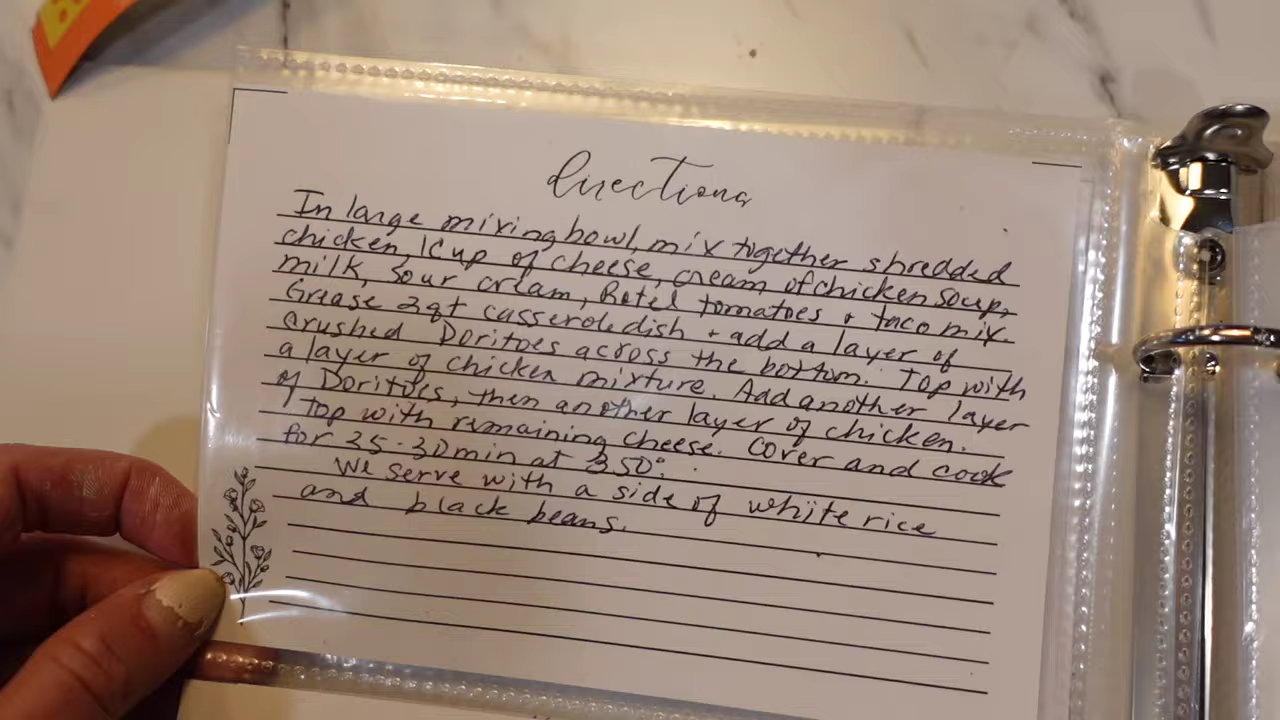 directions
In large mixing bowl, mix together shredded
chicken, 1 cup of cheese, cream of chicken soup,
milk, sour cream, Rotel tomatoes + taco mix.
Grease 2qt casserole dish + add a layer of
crushed Doritoes across the bottom. Top with
a layer of chicken mixture. Add another layer
of Doritoes, then another layer of chicken.
Top with remaining cheese. Cover and cook
for 25-30min at 350°.
We serve with a side of white rice
and black beans.